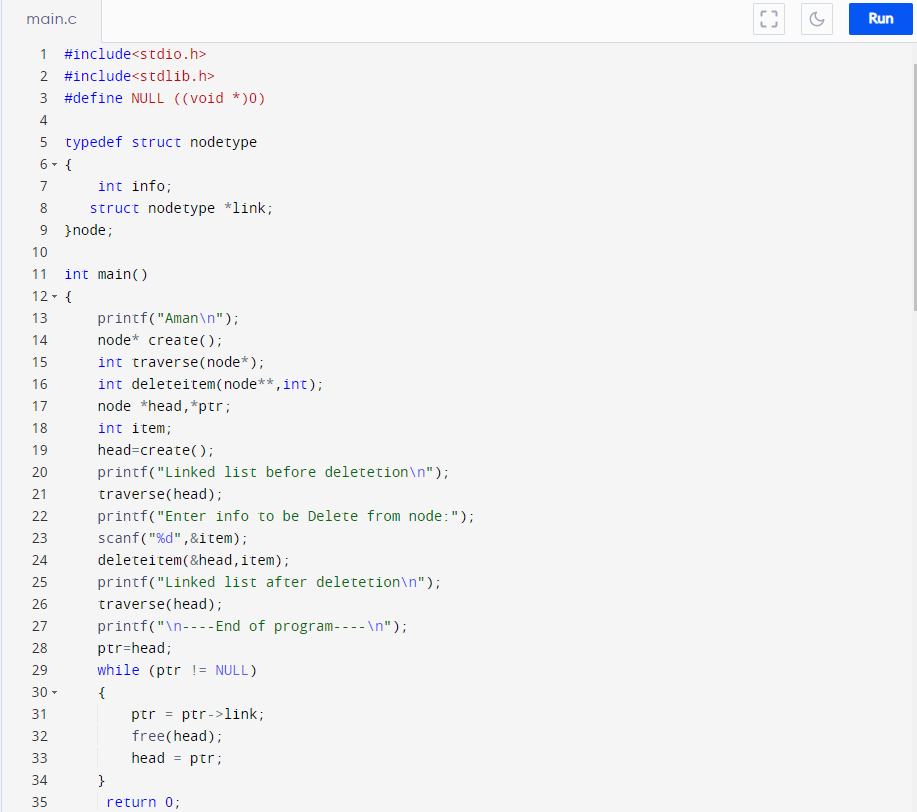 main.c
Run
1 #include<stdio.h>
2 #include<stdlib.h>
3 #define NULL ((void *)0)
4
5 typedef struct nodetype
6 {
7     int info;
8    struct nodetype *link;
9 }node;
10
11 int main()
12 {
13     printf("Aman\n");
14     node* create();
15     int traverse(node*);
16     int deleteitem(node**,int);
17     node *head,*ptr;
18     int item;
19     head=create();
20     printf("Linked list before deletetion\n");
21     traverse(head);
22     printf("Enter info to be Delete from node:");
23     scanf("%d",&item);
24     deleteitem(&head,item);
25     printf("Linked list after deletetion\n");
26     traverse(head);
27     printf("\n----End of program----\n");
28     ptr=head;
29     while (ptr != NULL)
30     {
31         ptr = ptr->link;
32         free(head);
33         head = ptr;
34     }
35      return 0;